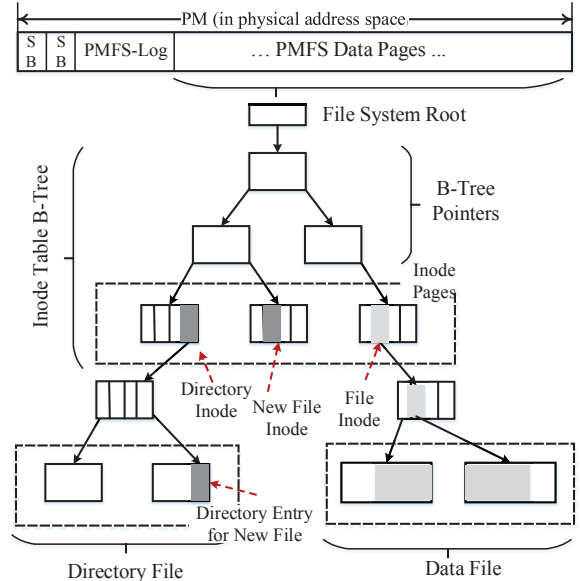 PM (in physical address space)
S
B
S
B
PMFS-Log
... PMFS Data Pages ...
File System Root
Inode Table B-Tree
B-Tree
Pointers
Inode
Pages
Directory
Inode
New File
Inode
File
Inode
Directory Entry
for New File
Directory File
Data File